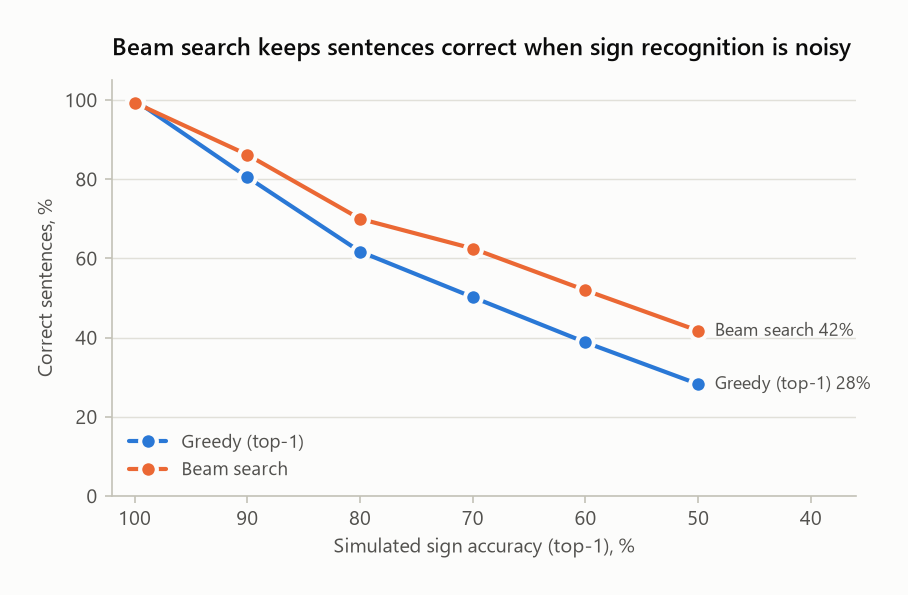 Beam search keeps sentences correct when sign recognition is noisy
100
80
60
40
20
0
Correct sentences, %
Beam search 42%
Greedy (top-1) 28%
Greedy (top-1)
Beam search
100 90 80 70 60 50 40
Simulated sign accuracy (top-1), %